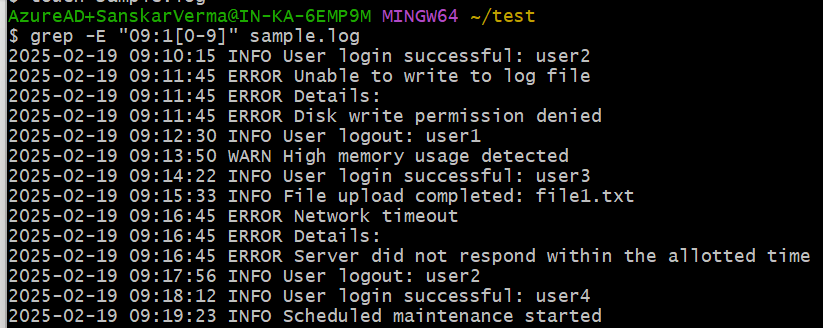 $ touch sample.log
AzureAD+SanskarVerma@IN-KA-6EMP9M MINGW64 ~/test
$ grep -E "09:1[0-9]" sample.log
2025-02-19 09:10:15 INFO User login successful: user2
2025-02-19 09:11:45 ERROR Unable to write to log file
2025-02-19 09:11:45 ERROR Details:
2025-02-19 09:11:45 ERROR Disk write permission denied
2025-02-19 09:12:30 INFO User logout: user1
2025-02-19 09:13:50 WARN High memory usage detected
2025-02-19 09:14:22 INFO User login successful: user3
2025-02-19 09:15:33 INFO File upload completed: file1.txt
2025-02-19 09:16:45 ERROR Network timeout
2025-02-19 09:16:45 ERROR Details:
2025-02-19 09:16:45 ERROR Server did not respond within the allotted time
2025-02-19 09:17:56 INFO User logout: user2
2025-02-19 09:18:12 INFO User login successful: user4
2025-02-19 09:19:23 INFO Scheduled maintenance started